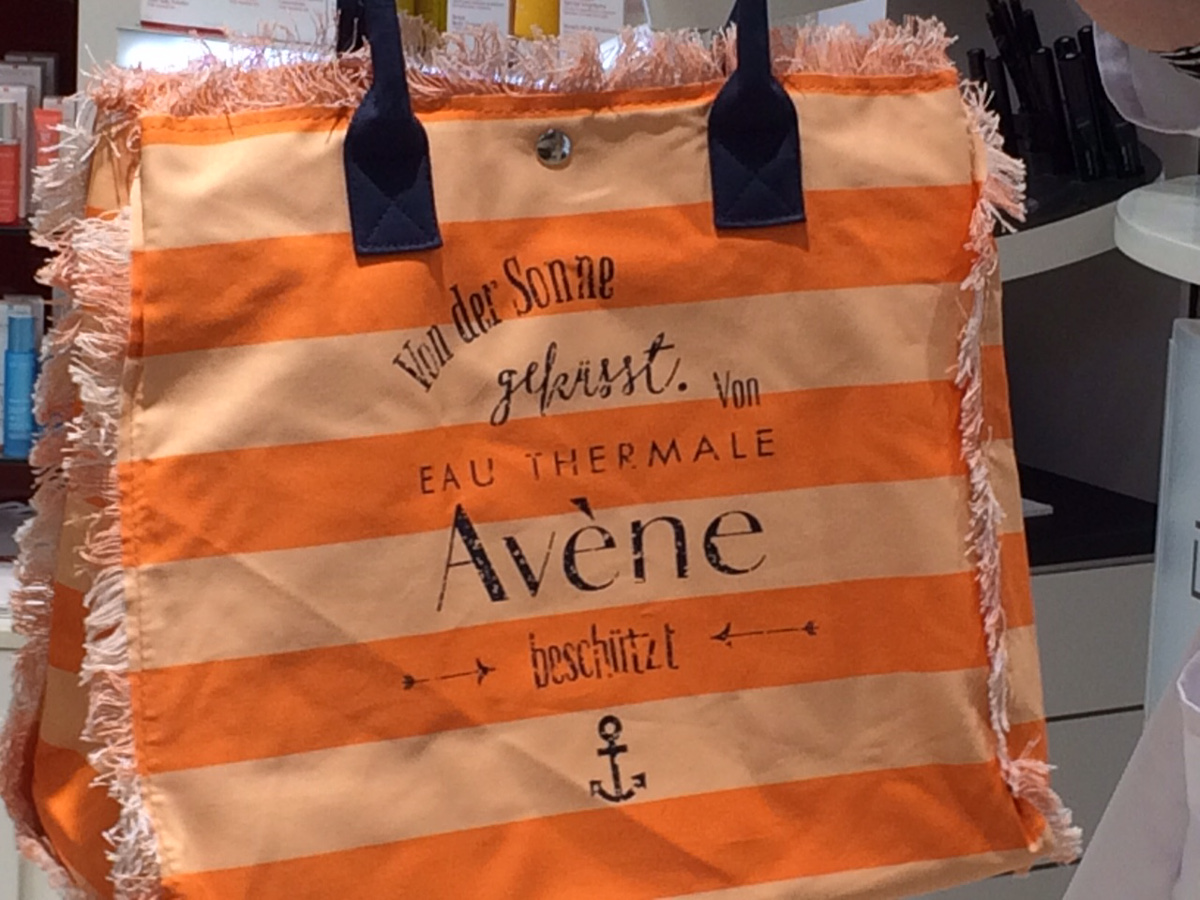 Von der Sonne
geküsst. Von
EAU THERMALE
Avène
beschützt